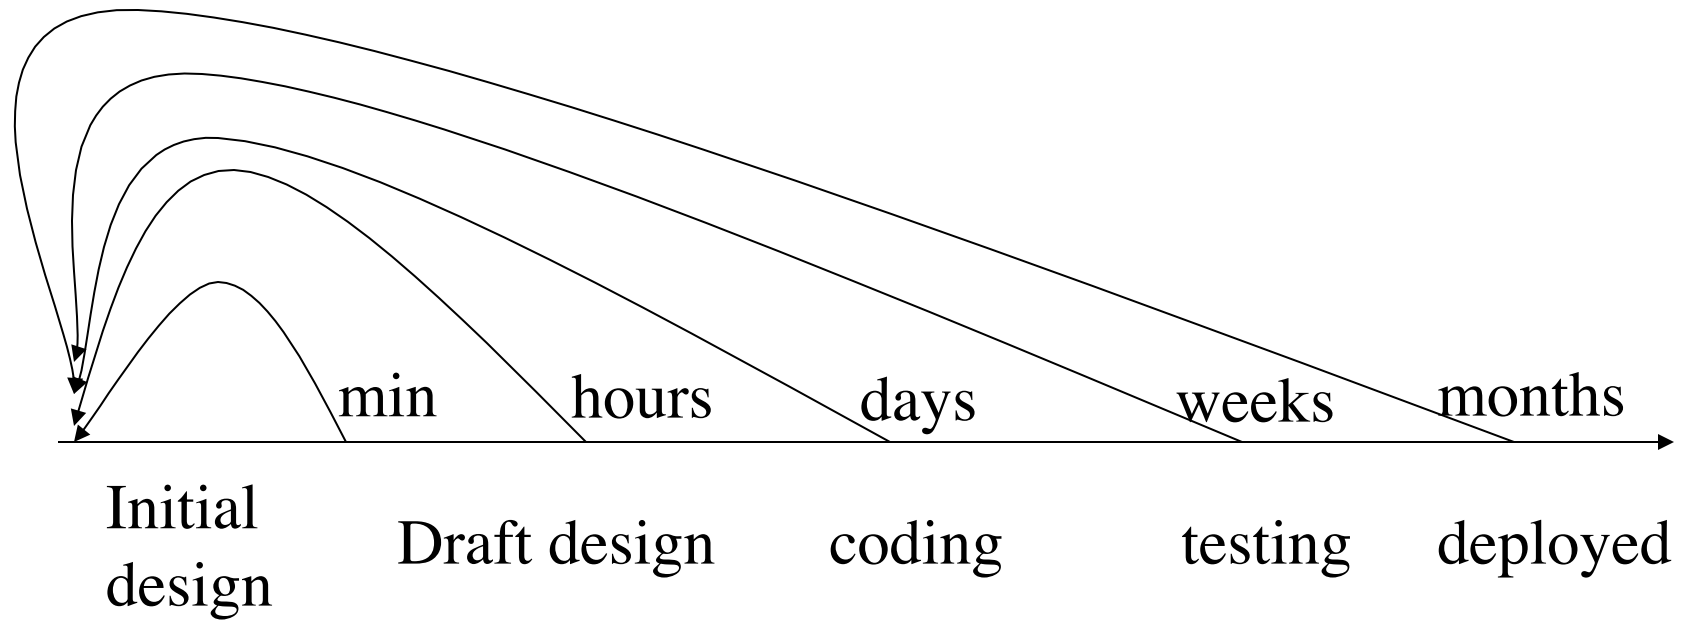 min hours days weeks months
Initial
design
Draft design coding testing deployed